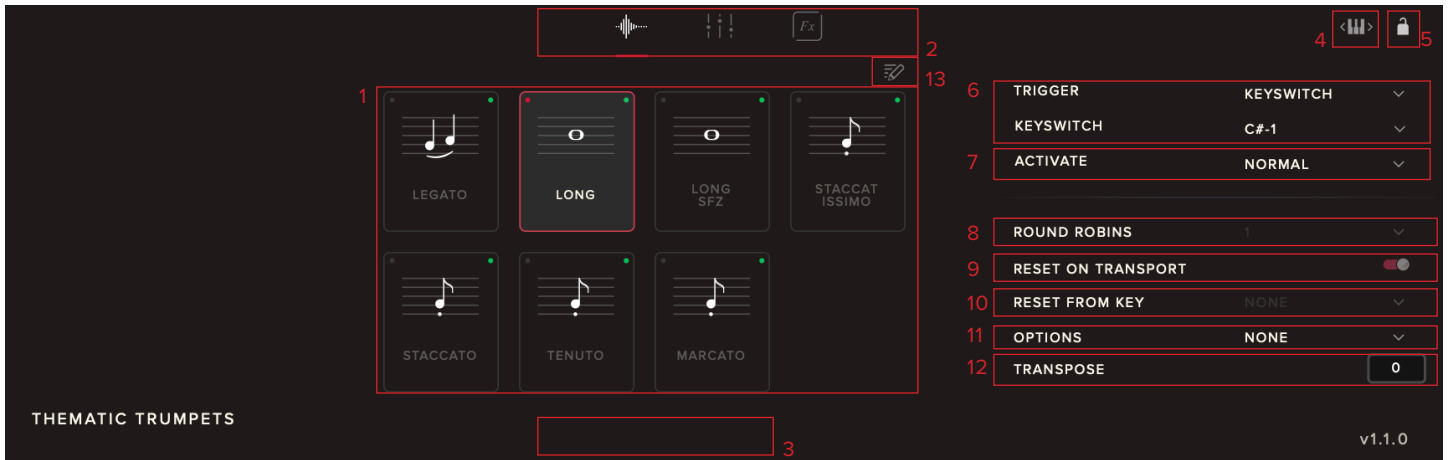 Fx
2
4
5
13
1
LEGATO
LONG
LONG
SFZ
STACCAT
ISSIMO
STACCATO
TENUTO
MARCATO
6 TRIGGER KEYSWITCH
KEYSWITCH C#-1
7 ACTIVATE NORMAL
8 ROUND ROBINS 1
9 RESET ON TRANSPORT
10 RESET FROM KEY NONE
11 OPTIONS NONE
12 TRANSPOSE 0
THEMATIC TRUMPETS
3
v1.1.0